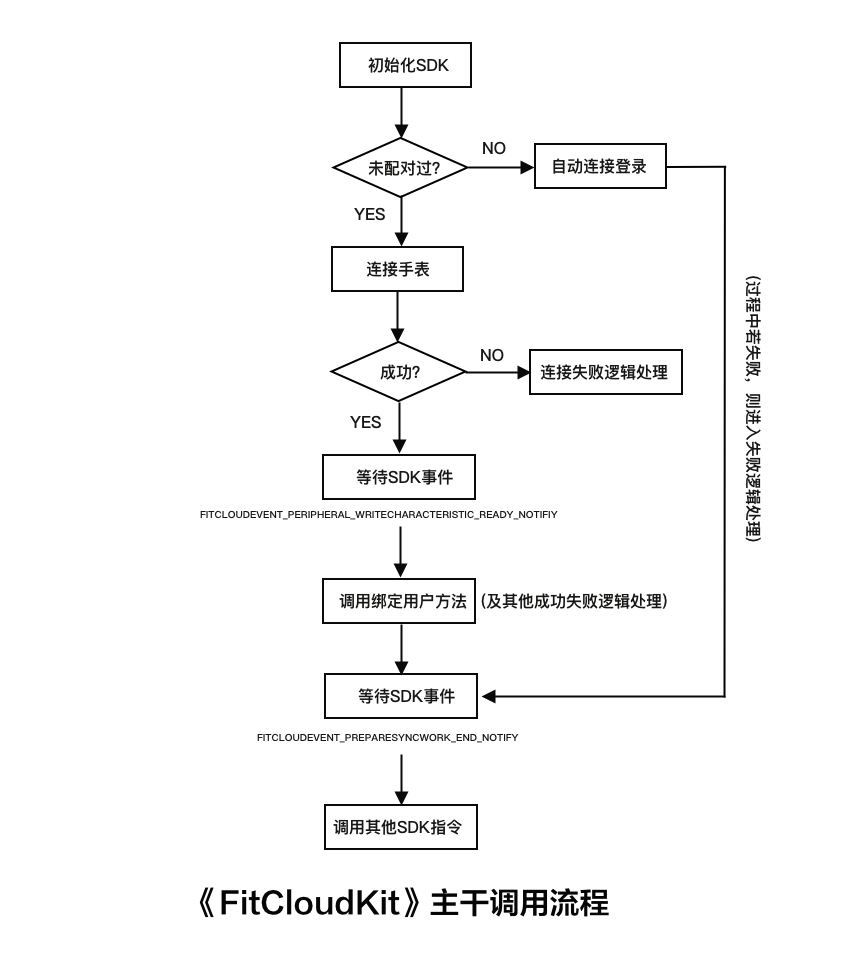 初始化SDK
未配对过?
NO
自动连接登录
YES
连接手表
(过程中若失败，则进入失败逻辑处理)
成功?
NO
连接失败逻辑处理
YES
等待SDK事件
FITCLOUDEVENT_PERIPHERAL_WRITECHARACTERISTIC_READY_NOTIFIY
调用绑定用户方法
(及其他成功失败逻辑处理)
等待SDK事件
FITCLOUDEVENT_PREPARESYNCWORK_END_NOTIFY
调用其他SDK指令
《FitCloudKit》主干调用流程